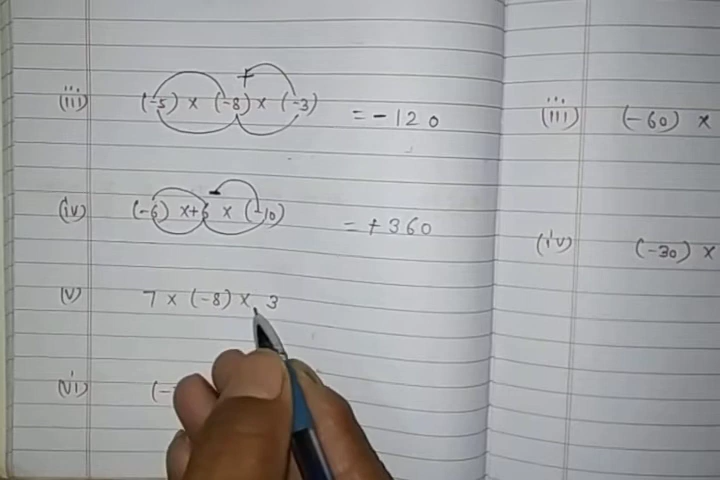 (iii) (-5) × (-8) × (-3) = -120
+
(iv) (-6) ×+6 × (-10) = +360
-
(v) 7 × (-8) × 3
(vi) (-
(iii) (-60) ×
(iv) (-30) ×